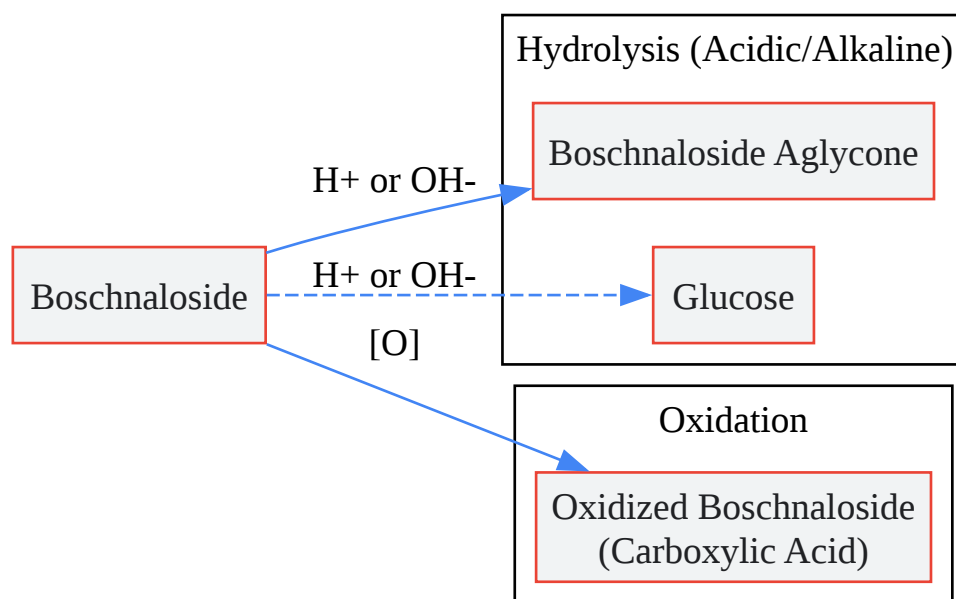 Hydrolysis (Acidic/Alkaline)
Boschnaloside Aglycone
H+ or OH-
H+ or OH-
Boschnaloside
Glucose
[O]
Oxidation
Oxidized Boschnaloside
(Carboxylic Acid)